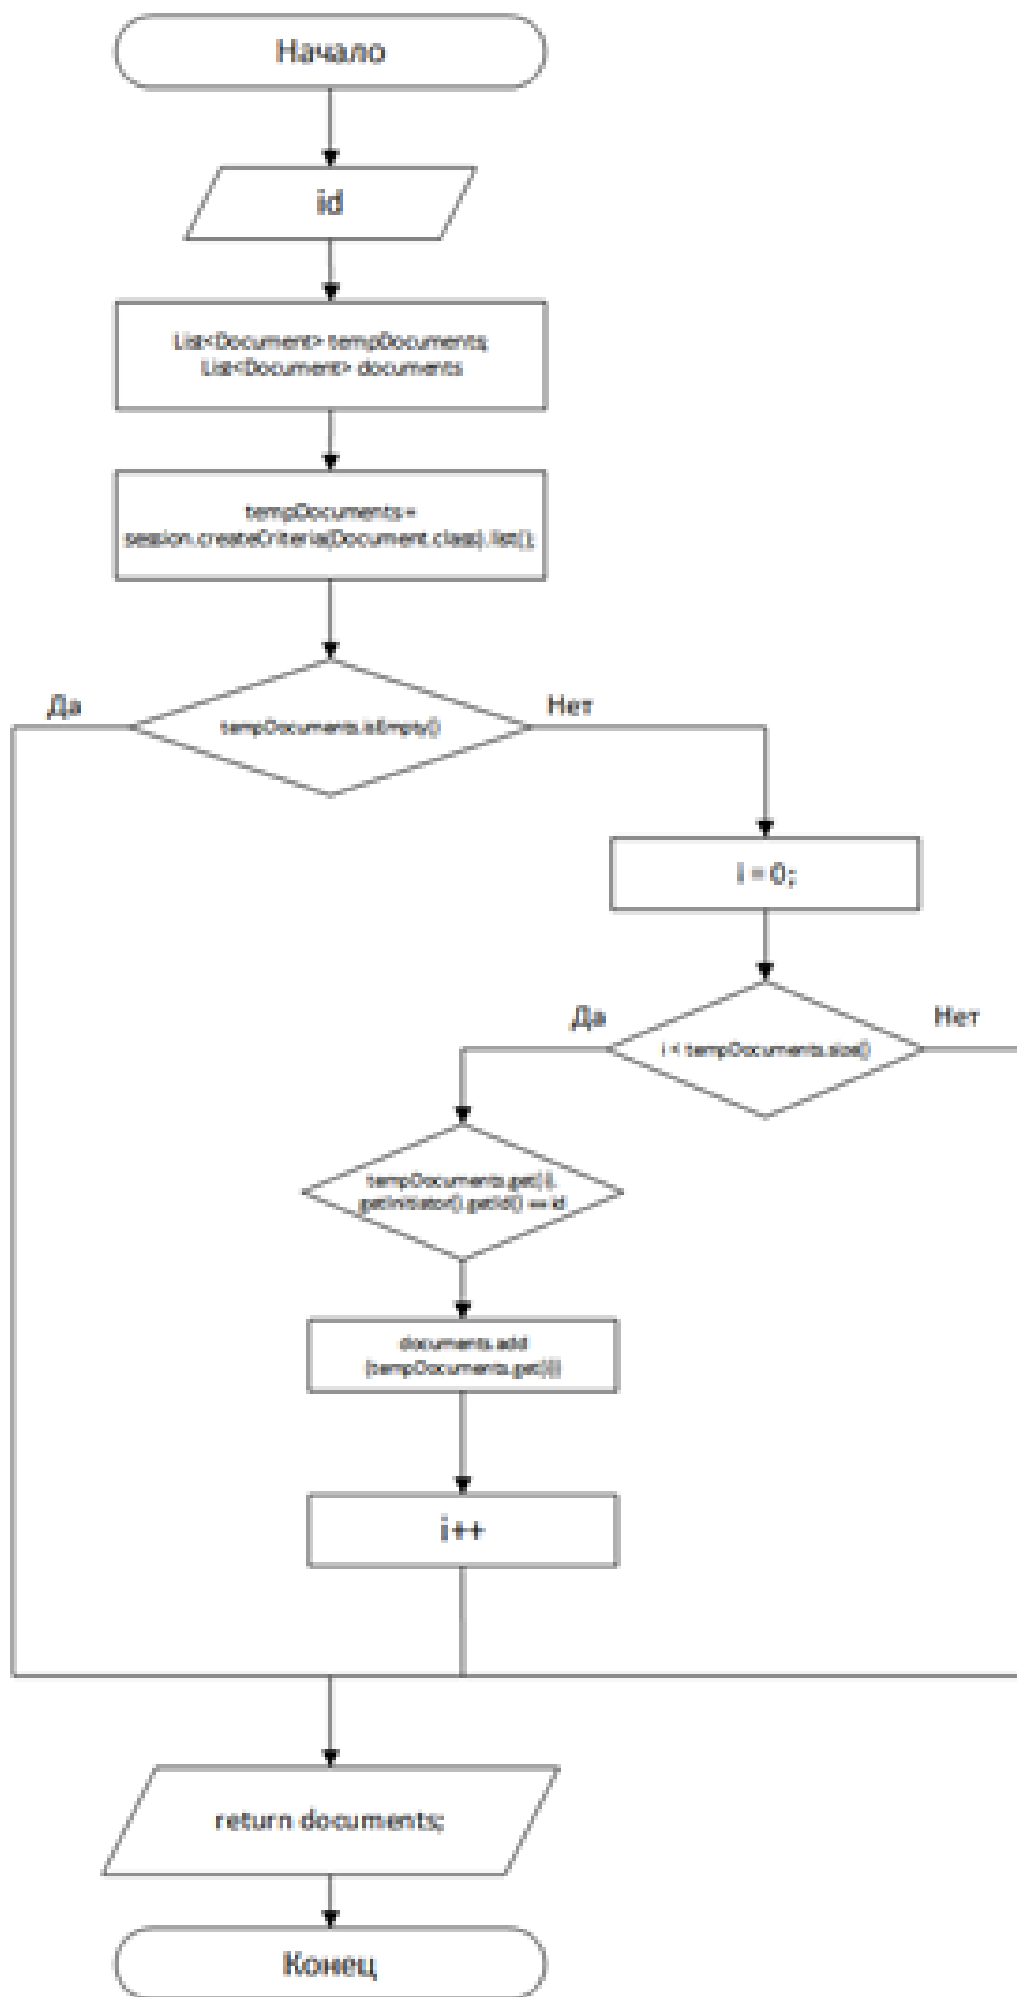 Начало
id
List<Document> tempDocuments;
List<Document> documents
tempDocuments =
session.createCriteria(Document.class).list();
Да
tempDocuments.isEmpty()
Нет
i = 0;
Да
i < tempDocuments.size()
Нет
tempDocuments.get(i).
getInitiator().getId() == id
documents.add
(tempDocuments.get(i))
i++
return documents;
Конец